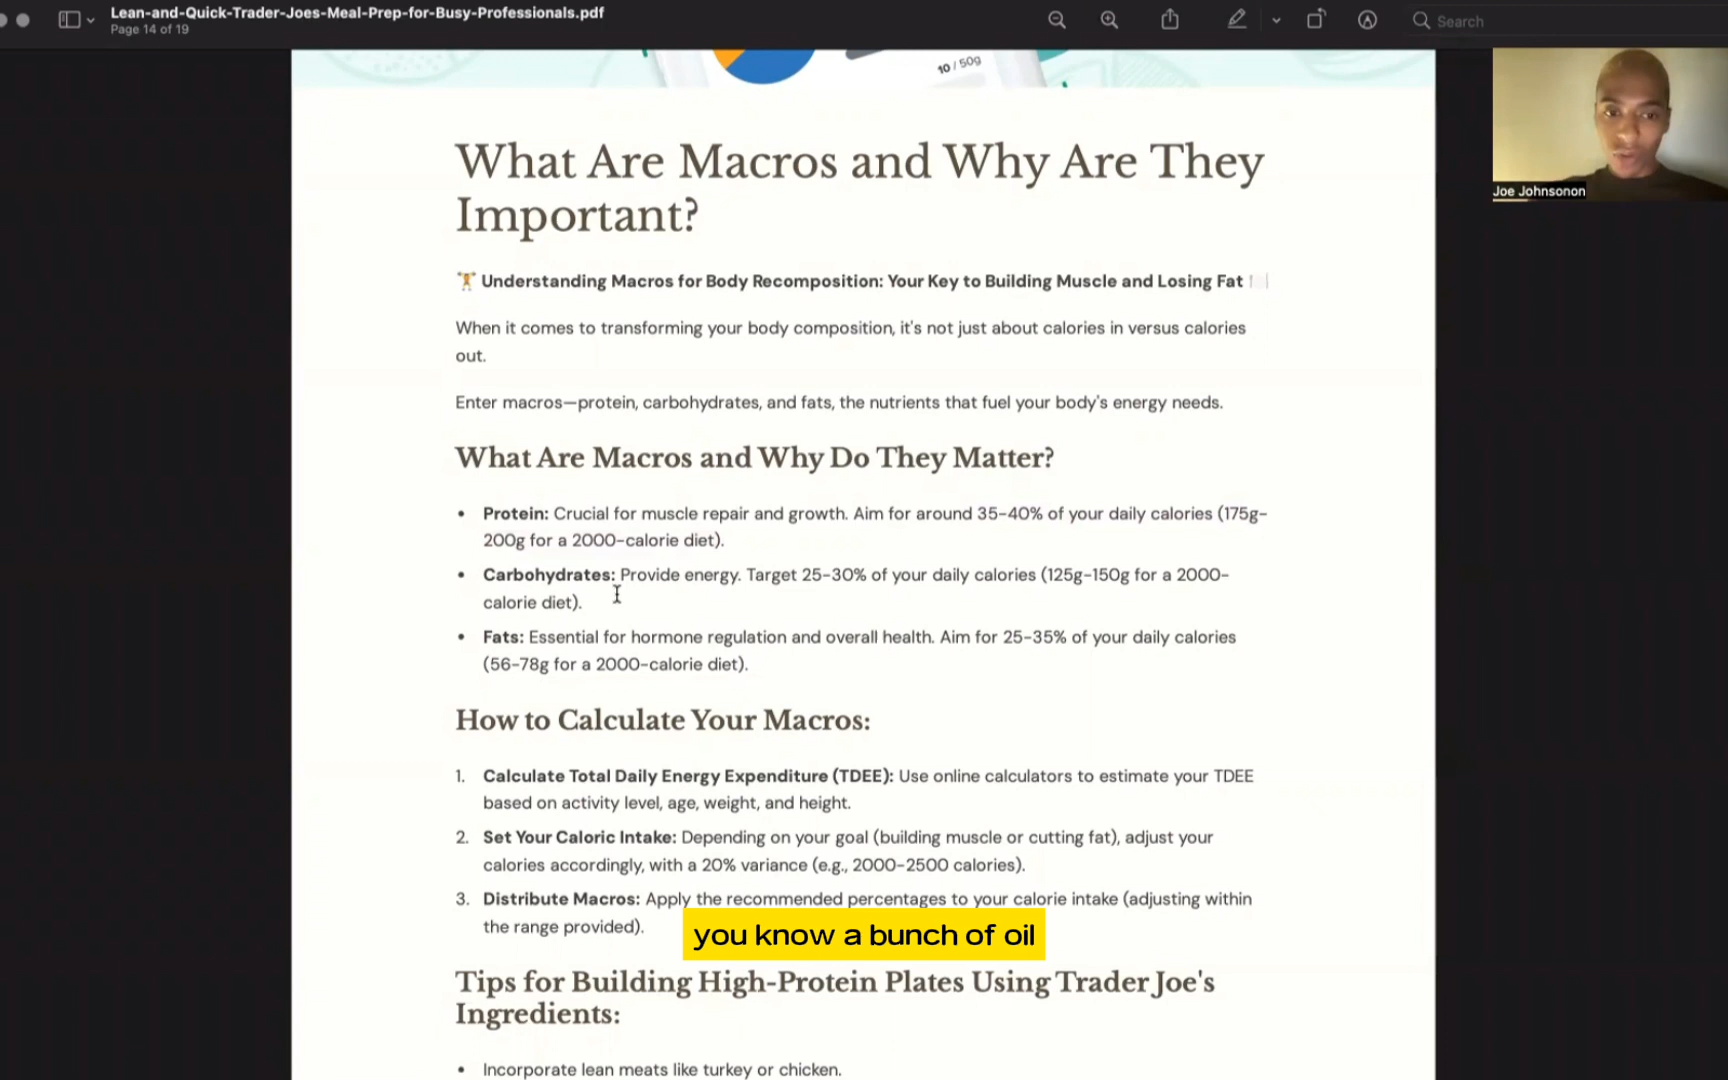 Lean-and-Quick-Trader-Joes-Meal-Prep-for-Busy-Professionals.pdf
Page 14 of 19
Search
10 / 50g
Joe Johnsonon
What Are Macros and Why Are They
Important?
Understanding Macros for Body Recomposition: Your Key to Building Muscle and Losing Fat
When it comes to transforming your body composition, it's not just about calories in versus calories
out.
Enter macros—protein, carbohydrates, and fats, the nutrients that fuel your body's energy needs.
What Are Macros and Why Do They Matter?
• Protein: Crucial for muscle repair and growth. Aim for around 35-40% of your daily calories (175g-
200g for a 2000-calorie diet).
• Carbohydrates: Provide energy. Target 25-30% of your daily calories (125g-150g for a 2000-
calorie diet).
• Fats: Essential for hormone regulation and overall health. Aim for 25-35% of your daily calories
(56-78g for a 2000-calorie diet).
How to Calculate Your Macros:
1. Calculate Total Daily Energy Expenditure (TDEE): Use online calculators to estimate your TDEE
based on activity level, age, weight, and height.
2. Set Your Caloric Intake: Depending on your goal (building muscle or cutting fat), adjust your
calories accordingly, with a 20% variance (e.g., 2000-2500 calories).
3. Distribute Macros: Apply the recommended percentages to your calorie intake (adjusting within
the range provided).
you know a bunch of oil
Tips for Building High-Protein Plates Using Trader Joe's
Ingredients:
• Incorporate lean meats like turkey or chicken.